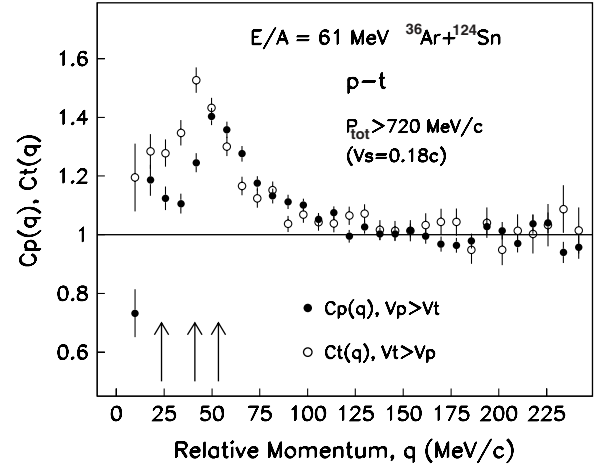 E/A = 61 MeV ³⁶Ar+¹²⁴Sn
p-t
Ptot>720 MeV/c
(Vs=0.18c)
Cp(q), Ct(q)
1.6
1.4
1.2
1
0.8
0.6
Cp(q), Vp>Vt
Ct(q), Vt>Vp
0 25 50 75 100 125 150 175 200 225
Relative Momentum, q (MeV/c)